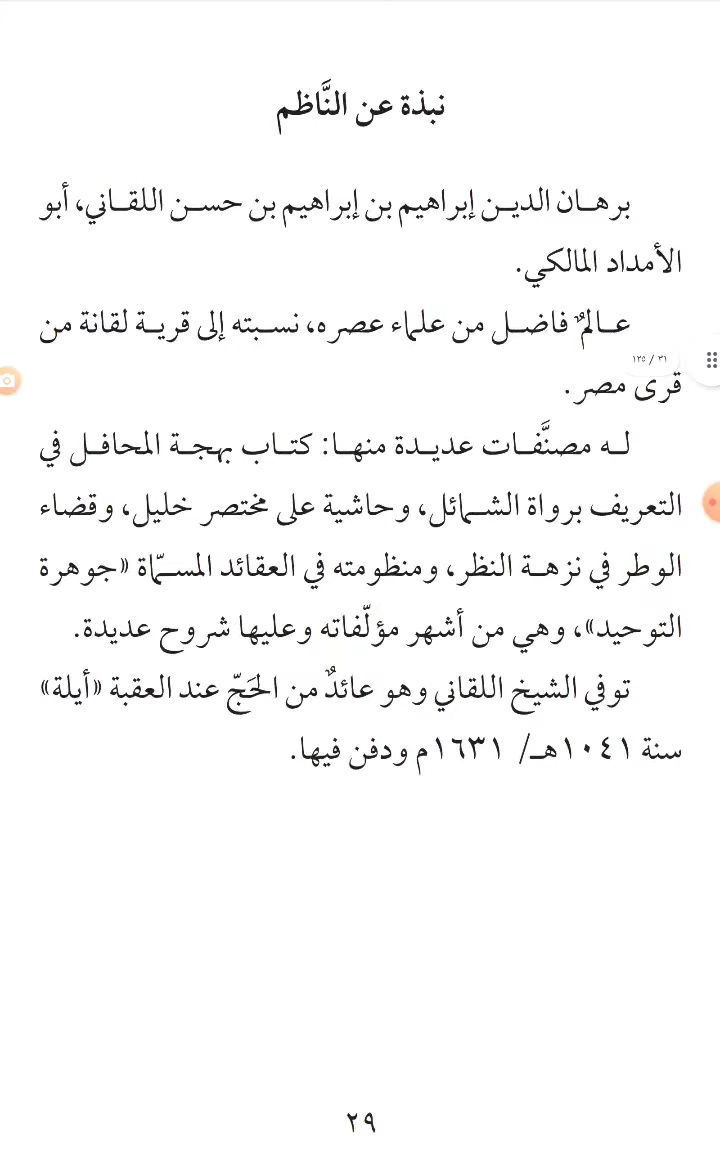 نبذة عن النَّاظم
برهان الدين إبراهيم بن إبراهيم بن حسن اللقاني، أبو
الأمداد المالكي.
عالمٌ فاضل من علماء عصره، نسبته إلى قرية لقانة من
١٢٥ / ٣١
قرى مصر.
له مصنَّفات عديدة منها: كتاب بهجة المحافل في
التعريف برواة الشمائل، وحاشية على مختصر خليل، وقضاء
الوطر في نزهة النظر، ومنظومته في العقائد المسمّاة «جوهرة
التوحيد»، وهي من أشهر مؤلّفاته وعليها شروح عديدة.
توفي الشيخ اللقاني وهو عائدٌ من الحَجّ عند العقبة «أيلة»
سنة ١٠٤١هـ/ ١٦٣١م ودفن فيها.
٢٩